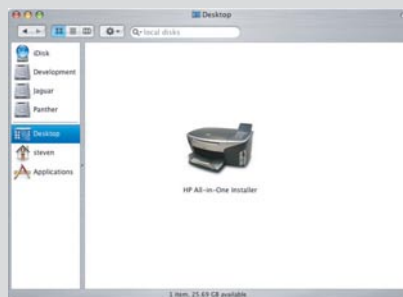 Desktop
Q▾ local disks
iDisk
Development
Jaguar
Panther
Desktop
steven
Applications
HP All-in-One Installer
1 item, 25.69 GB available